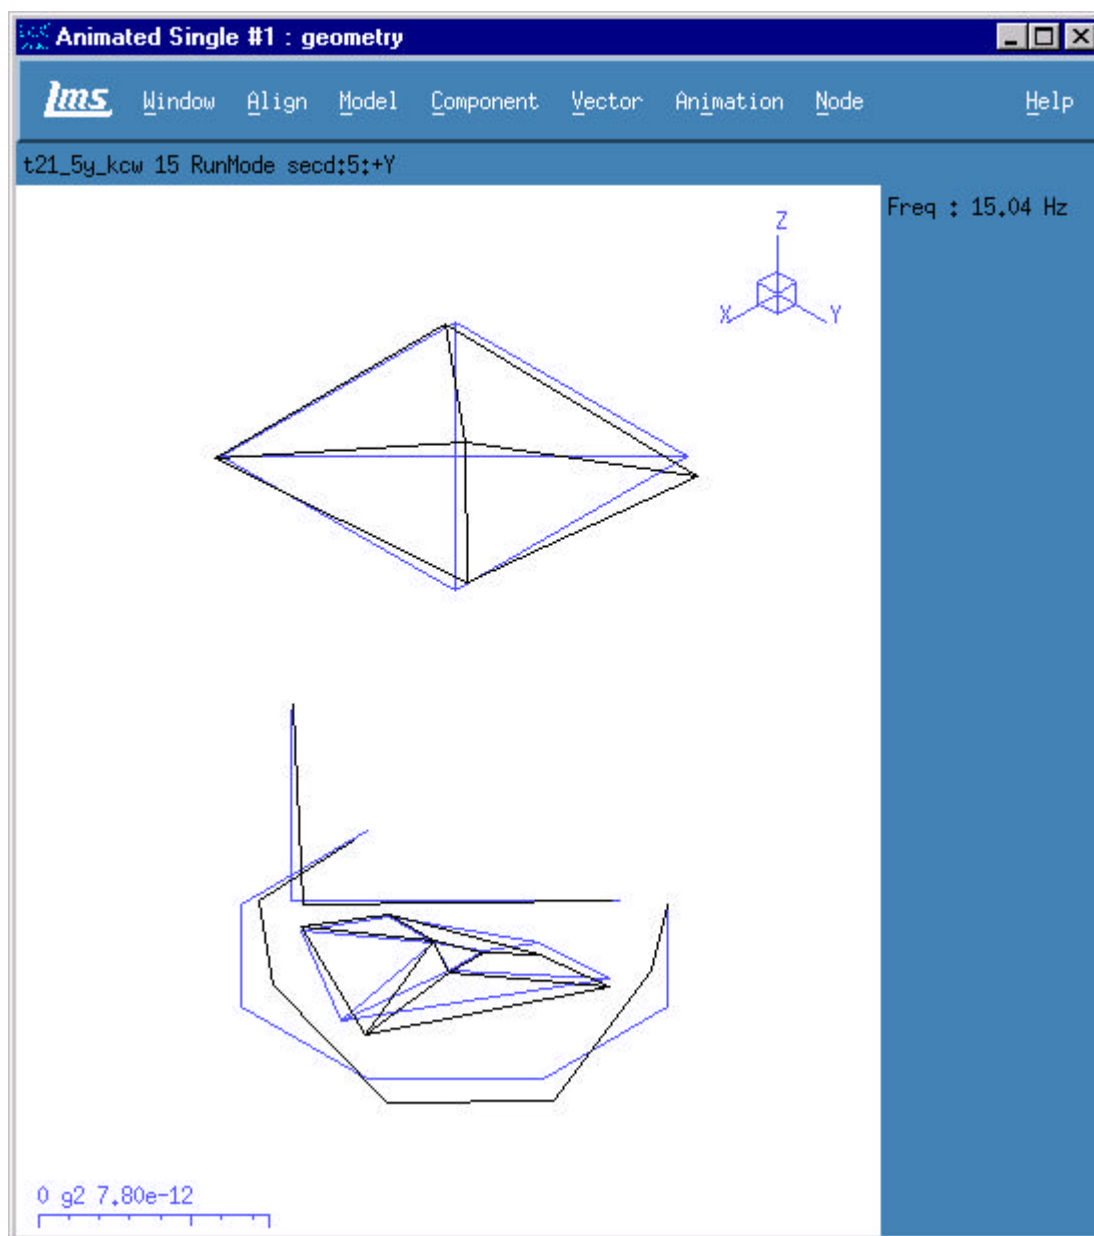 Animated Single #1 : geometry
lms Window Align Model Component Vector Animation Node Help
t21_5y_kcw 15 RunMode secd:5:+Y
Freq : 15.04 Hz
Z
X Y
0 g2 7.80e-12